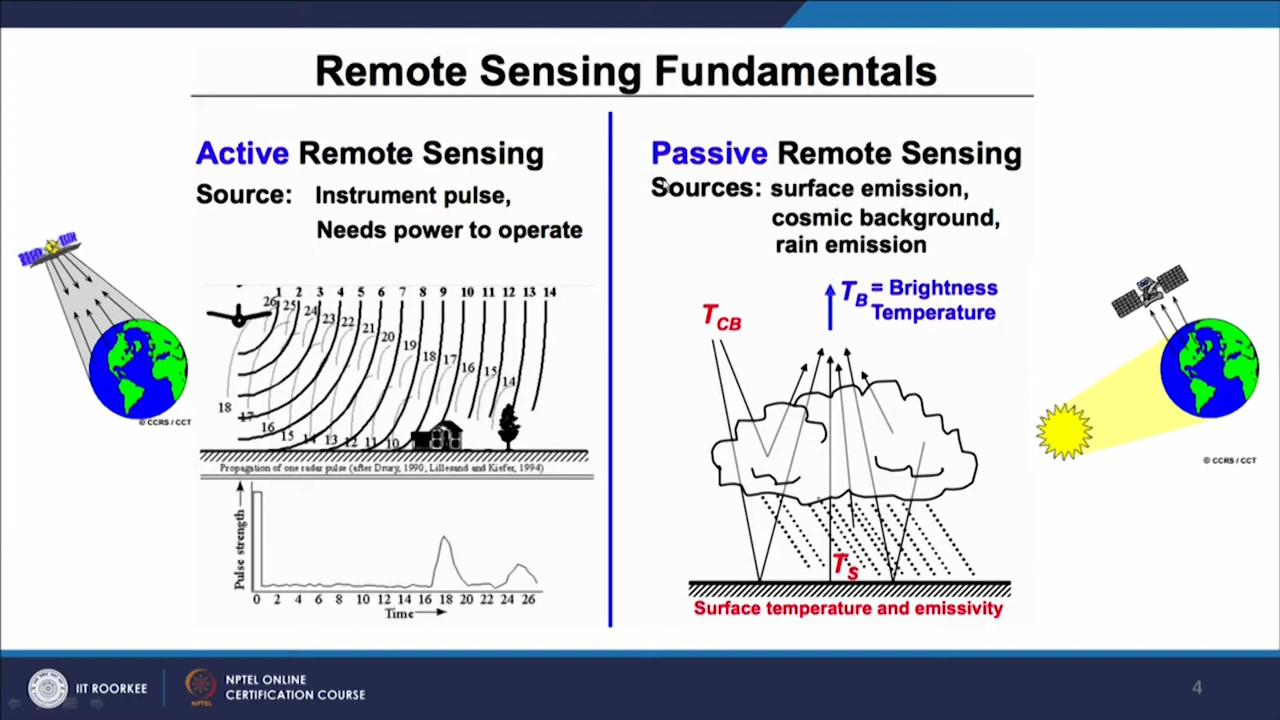 Remote Sensing Fundamentals
Active Remote Sensing
Source: Instrument pulse,
Needs power to operate
© CCRS / CCT
1 2 3 4 5 6 7 8 9 10 11 12 13 14
26 25 24 23 22 21 20 19 18 17 16 15 14
18 17 16 15 14 13 12 11 10
Propagation of one radar pulse (after Drury, 1990, Lillesand and Kiefer, 1994)
Pulse strength
0 2 4 6 8 10 12 14 16 18 20 22 24 26
Time
Passive Remote Sensing
Sources: surface emission,
cosmic background,
rain emission
TB = Brightness
Temperature
TCB
TS
Surface temperature and emissivity
© CCRS / CCT
IIT ROORKEE
NPTEL
NPTEL ONLINE
CERTIFICATION COURSE
4